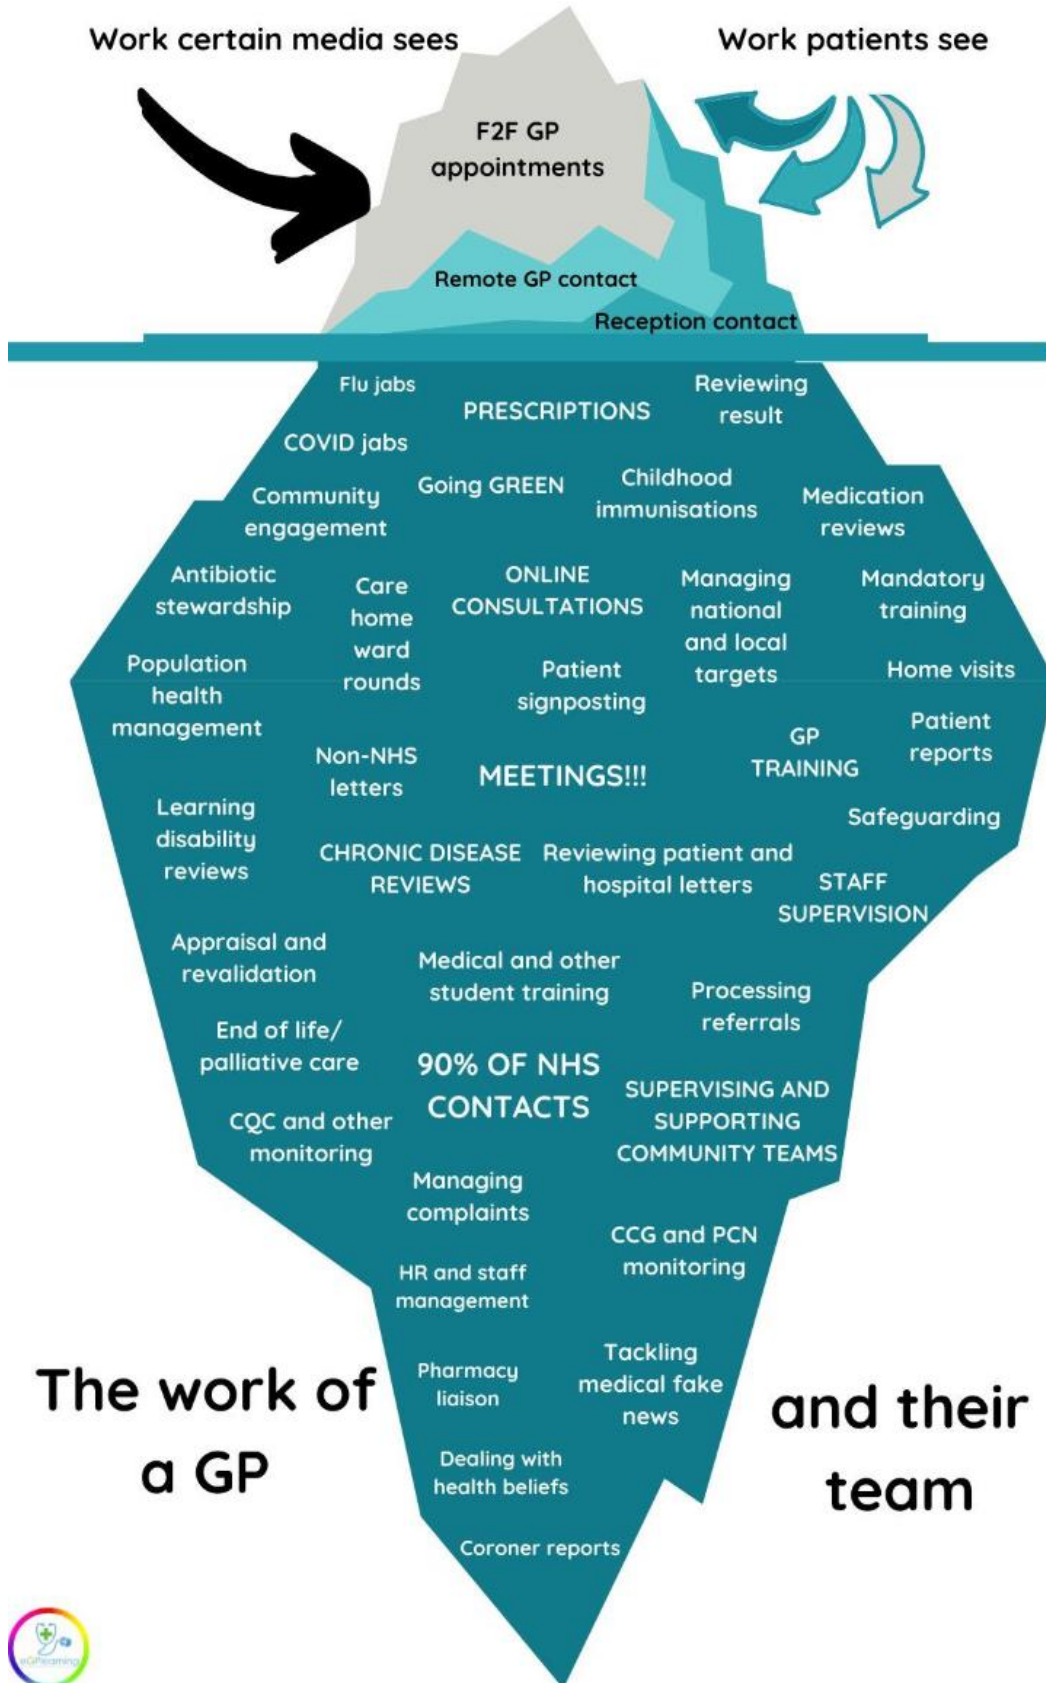 Work certain media sees
Work patients see
F2F GP
appointments
Remote GP contact
Reception contact
Flu jabs
PRESCRIPTIONS
Reviewing
result
COVID jabs
Going GREEN
Childhood
immunisations
Community
engagement
Medication
reviews
Antibiotic
stewardship
Care
home
ward
rounds
ONLINE
CONSULTATIONS
Managing
national
and local
targets
Mandatory
training
Population
health
management
Patient
signposting
Home visits
Non-NHS
letters
MEETINGS!!!
GP
TRAINING
Patient
reports
Learning
disability
reviews
Safeguarding
CHRONIC DISEASE
REVIEWS
Reviewing patient and
hospital letters
STAFF
SUPERVISION
Appraisal and
revalidation
Medical and other
student training
Processing
referrals
End of life/
palliative care
90% OF NHS
CONTACTS
SUPERVISING AND
SUPPORTING
COMMUNITY TEAMS
CQC and other
monitoring
Managing
complaints
CCG and PCN
monitoring
HR and staff
management
Tackling
medical fake
news
Pharmacy
liaison
The work of
a GP
and their
team
Dealing with
health beliefs
Coroner reports
eGPlearning